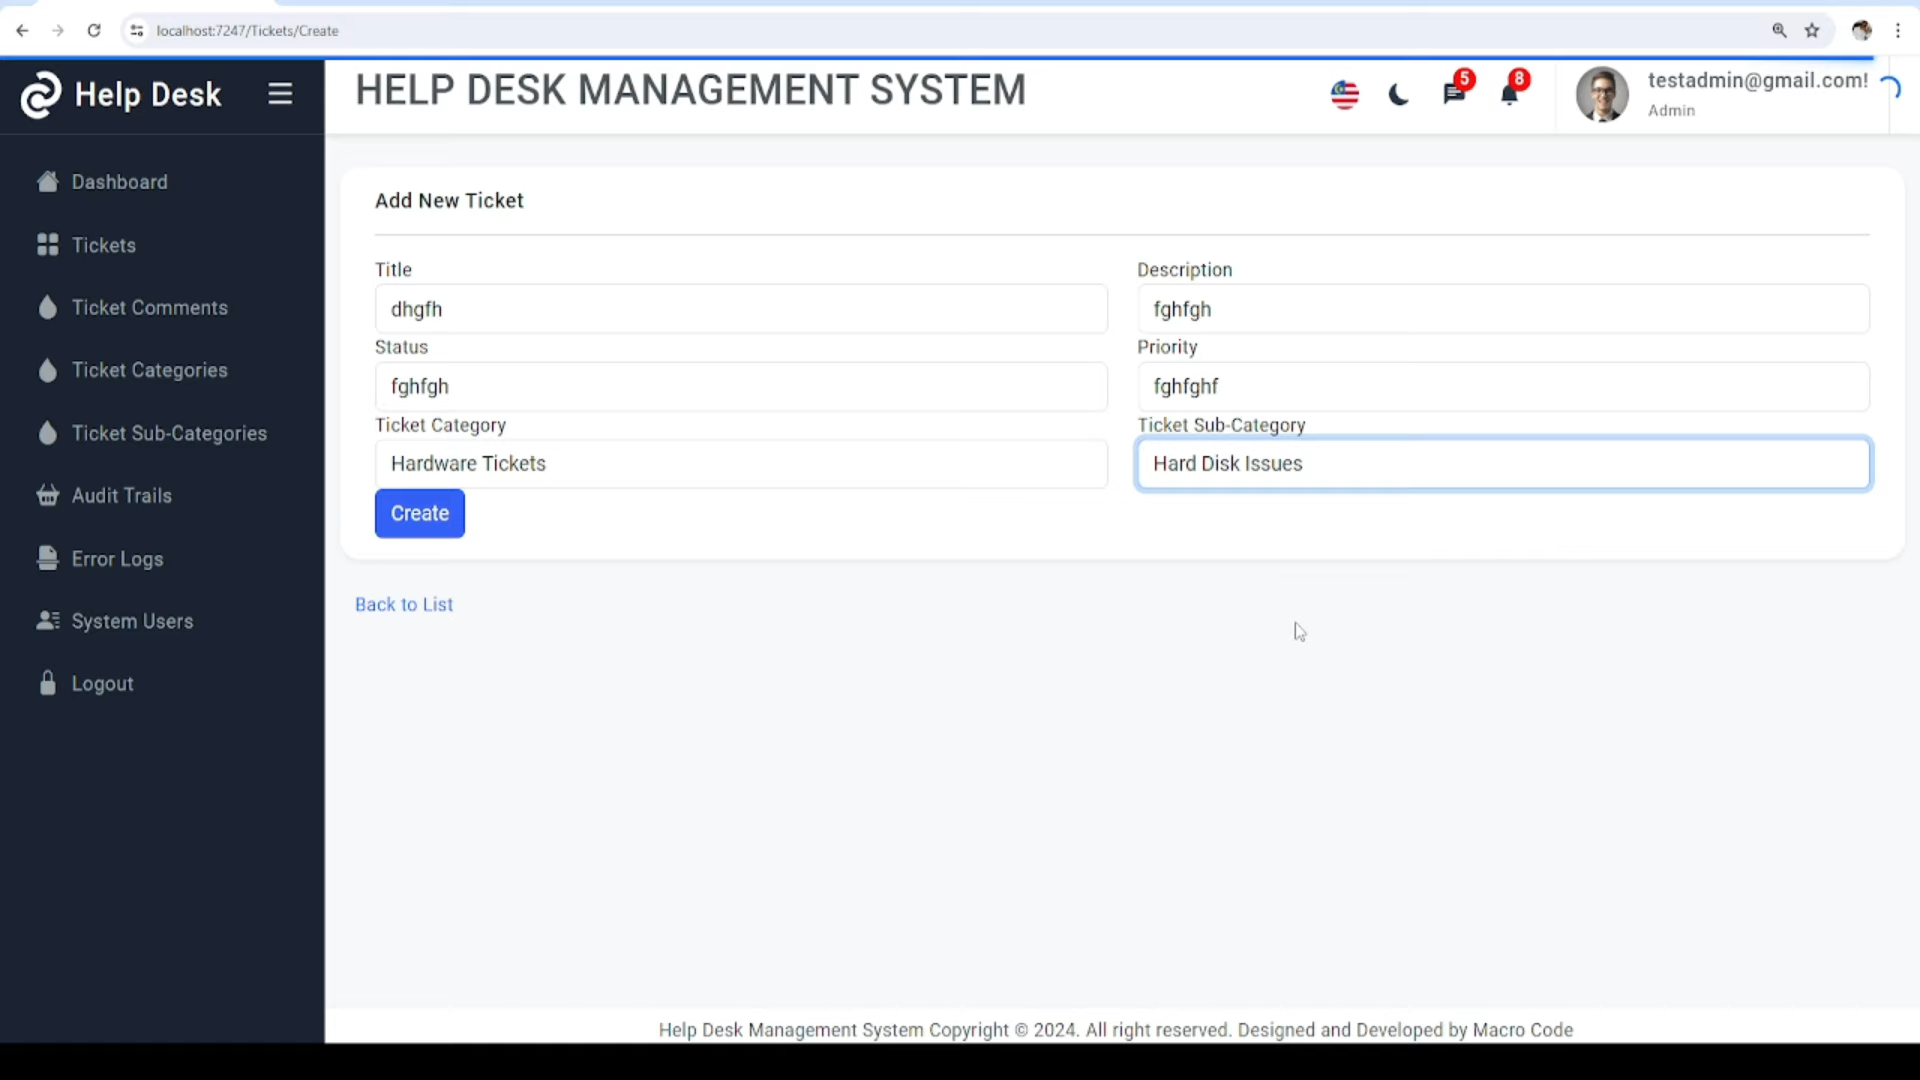 localhost:7247/Tickets/Create
Help Desk
HELP DESK MANAGEMENT SYSTEM
5
8
testadmin@gmail.com!
Admin
Dashboard
Tickets
Ticket Comments
Ticket Categories
Ticket Sub-Categories
Audit Trails
Error Logs
System Users
Logout
Add New Ticket
Title
Description
dhgfh
fghfgh
Status
Priority
fghfgh
fghfghf
Ticket Category
Ticket Sub-Category
Hardware Tickets
Hard Disk Issues
Create
Back to List
Help Desk Management System Copyright © 2024. All right reserved. Designed and Developed by Macro Code